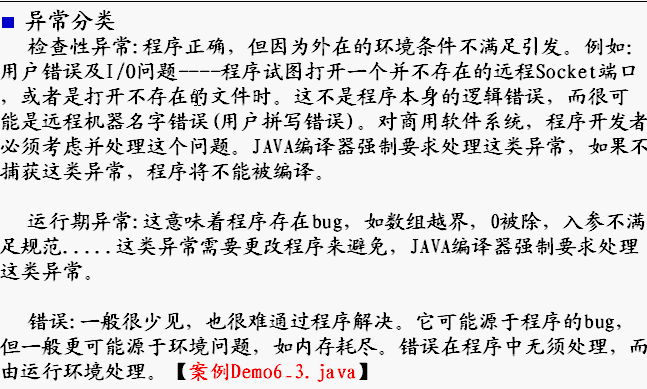 ■ 异常分类
检查性异常:程序正确，但因为外在的环境条件不满足引发。例如:
用户错误及I/O问题----程序试图打开一个并不存在的远程Socket端口
，或者是打开不存在的文件时。这不是程序本身的逻辑错误，而很可
能是远程机器名字错误(用户拼写错误)。对商用软件系统，程序开发者
必须考虑并处理这个问题。JAVA编译器强制要求处理这类异常，如果不
捕获这类异常，程序将不能被编译。
运行期异常:这意味着程序存在bug，如数组越界，0被除，入参不满
足规范.....这类异常需要更改程序来避免，JAVA编译器强制要求处理
这类异常。
错误:一般很少见，也很难通过程序解决。它可能源于程序的bug，
但一般更可能源于环境问题，如内存耗尽。错误在程序中无须处理，而
由运行环境处理。【案例Demo6_3.java】